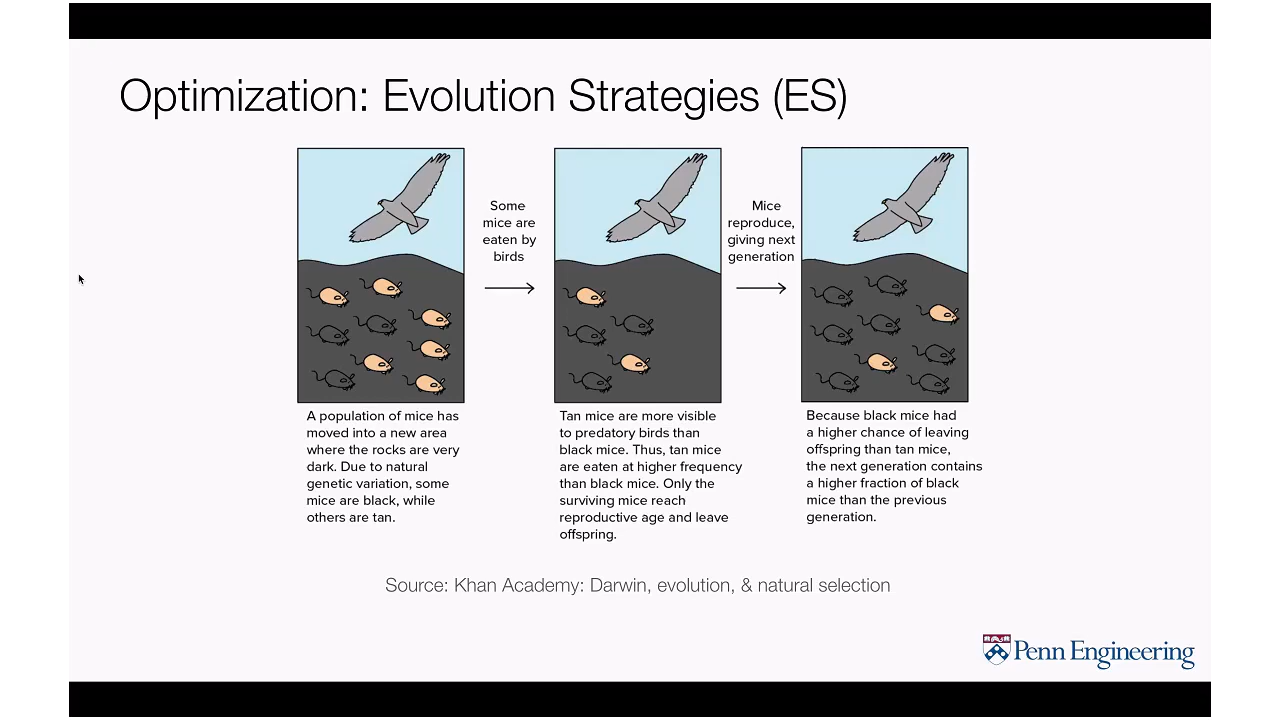 Optimization: Evolution Strategies (ES)
Some
mice are
eaten by
birds
Mice
reproduce,
giving next
generation
A population of mice has
moved into a new area
where the rocks are very
dark. Due to natural
genetic variation, some
mice are black, while
others are tan.
Tan mice are more visible
to predatory birds than
black mice. Thus, tan mice
are eaten at higher frequency
than black mice. Only the
surviving mice reach
reproductive age and leave
offspring.
Because black mice had
a higher chance of leaving
offspring than tan mice,
the next generation contains
a higher fraction of black
mice than the previous
generation.
Source: Khan Academy: Darwin, evolution, & natural selection
Penn Engineering